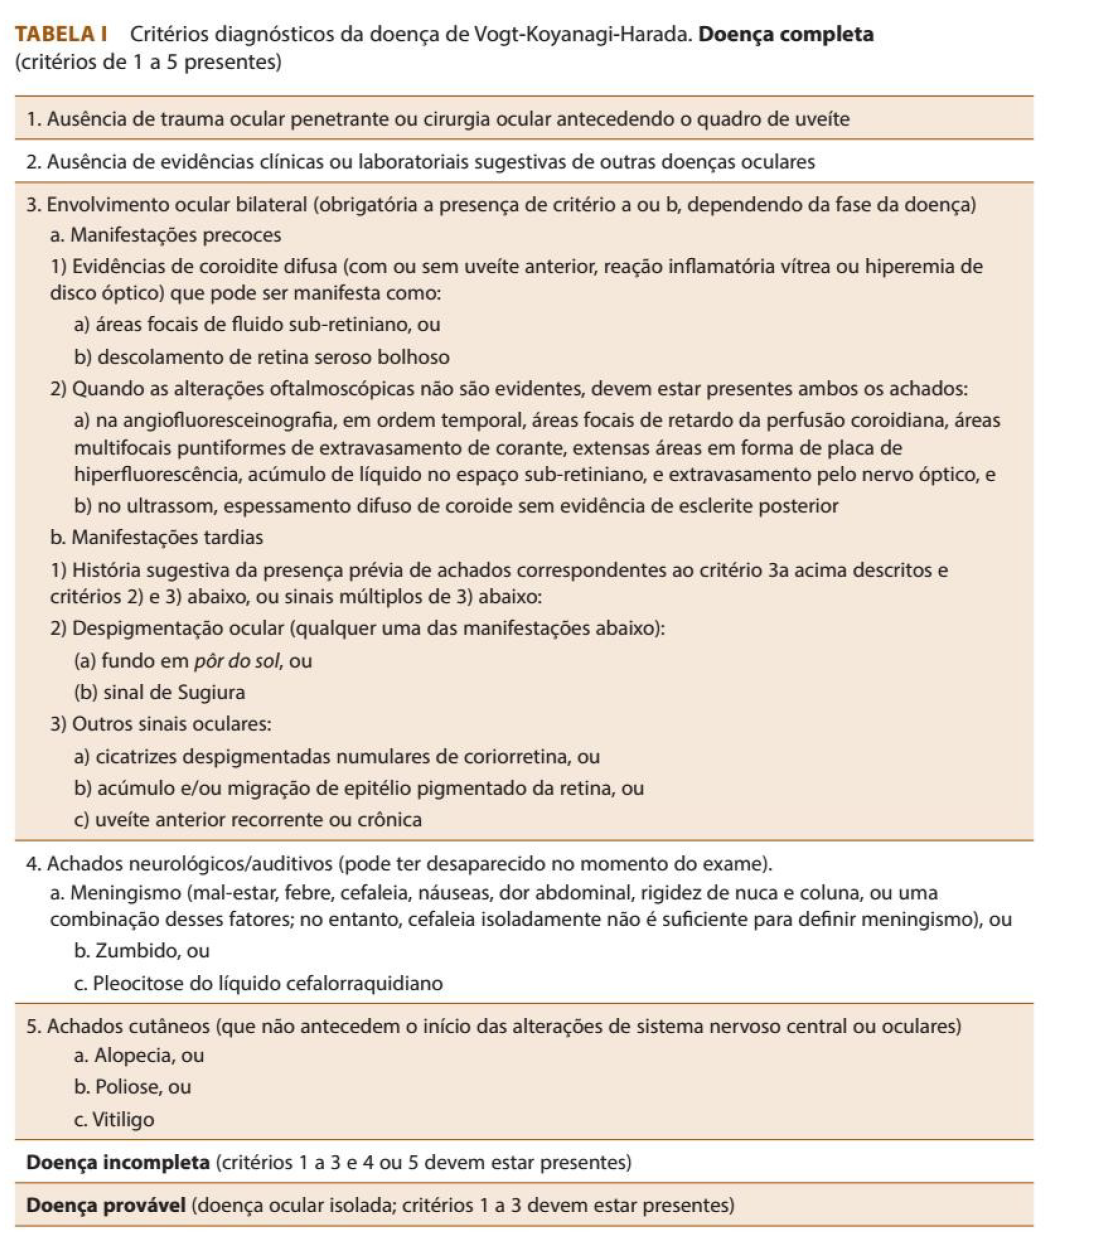 TABELA I Critérios diagnósticos da doença de Vogt-Koyanagi-Harada. Doença completa
(critérios de 1 a 5 presentes)
1. Ausência de trauma ocular penetrante ou cirurgia ocular antecedendo o quadro de uveíte
2. Ausência de evidências clínicas ou laboratoriais sugestivas de outras doenças oculares
3. Envolvimento ocular bilateral (obrigatória a presença de critério a ou b, dependendo da fase da doença)
a. Manifestações precoces
1) Evidências de coroidite difusa (com ou sem uveíte anterior, reação inflamatória vítrea ou hiperemia de
disco óptico) que pode ser manifesta como:
a) áreas focais de fluido sub-retiniano, ou
b) descolamento de retina seroso bolhoso
2) Quando as alterações oftalmoscópicas não são evidentes, devem estar presentes ambos os achados:
a) na angiofluoresceinografia, em ordem temporal, áreas focais de retardo da perfusão coroidiana, áreas
multifocais puntiformes de extravasamento de corante, extensas áreas em forma de placa de
hiperfluorescência, acúmulo de líquido no espaço sub-retiniano, e extravasamento pelo nervo óptico, e
b) no ultrassom, espessamento difuso de coroide sem evidência de esclerite posterior
b. Manifestações tardias
1) História sugestiva da presença prévia de achados correspondentes ao critério 3a acima descritos e
critérios 2) e 3) abaixo, ou sinais múltiplos de 3) abaixo:
2) Despigmentação ocular (qualquer uma das manifestações abaixo):
(a) fundo em pôr do sol, ou
(b) sinal de Sugiura
3) Outros sinais oculares:
a) cicatrizes despigmentadas numulares de coriorretina, ou
b) acúmulo e/ou migração de epitélio pigmentado da retina, ou
c) uveíte anterior recorrente ou crônica
4. Achados neurológicos/auditivos (pode ter desaparecido no momento do exame).
a. Meningismo (mal-estar, febre, cefaleia, náuseas, dor abdominal, rigidez de nuca e coluna, ou uma
combinação desses fatores; no entanto, cefaleia isoladamente não é suficiente para definir meningismo), ou
b. Zumbido, ou
c. Pleocitose do líquido cefalorraquidiano
5. Achados cutâneos (que não antecedem o início das alterações de sistema nervoso central ou oculares)
a. Alopecia, ou
b. Poliose, ou
c. Vitiligo
Doença incompleta (critérios 1 a 3 e 4 ou 5 devem estar presentes)
Doença provável (doença ocular isolada; critérios 1 a 3 devem estar presentes)